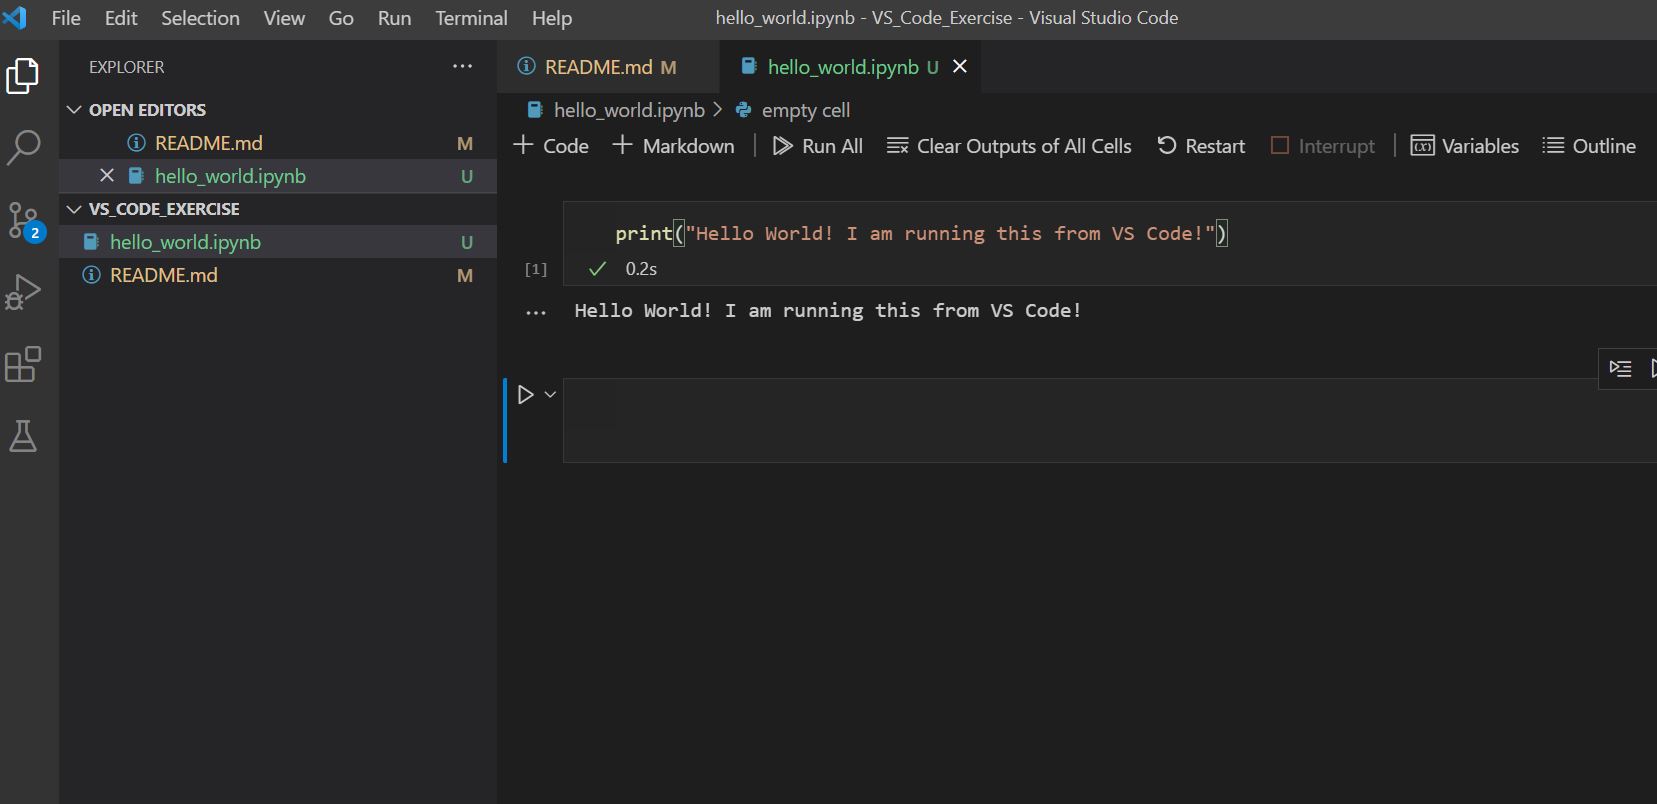 File Edit Selection View Go Run Terminal Help hello_world.ipynb - VS_Code_Exercise - Visual Studio Code
EXPLORER ···
OPEN EDITORS
README.md M
hello_world.ipynb U
VS_CODE_EXERCISE
hello_world.ipynb U
README.md M
2
README.md M hello_world.ipynb U
hello_world.ipynb > empty cell
+ Code + Markdown Run All Clear Outputs of All Cells Restart Interrupt Variables Outline
print("Hello World! I am running this from VS Code!")
[1] 0.2s
··· Hello World! I am running this from VS Code!